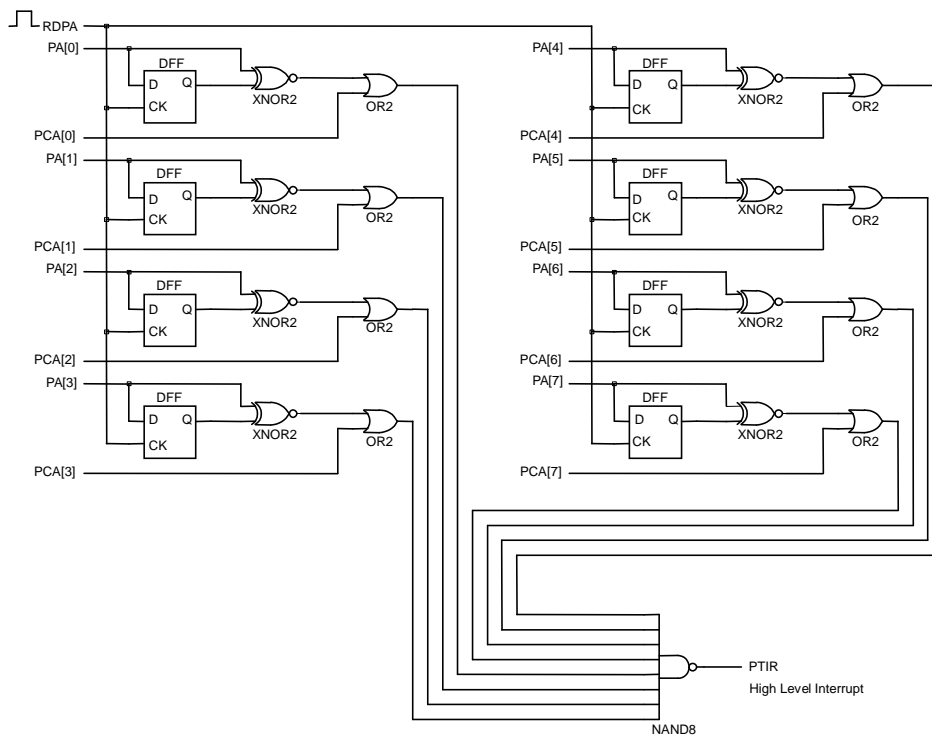 RDPA
PA[0]
DFF
D
Q
CK
XNOR2
OR2
PCA[0]
PA[1]
DFF
D
Q
CK
XNOR2
OR2
PCA[1]
PA[2]
DFF
D
Q
CK
XNOR2
OR2
PCA[2]
PA[3]
DFF
D
Q
CK
XNOR2
OR2
PCA[3]
PA[4]
DFF
D
Q
CK
XNOR2
OR2
PCA[4]
PA[5]
DFF
D
Q
CK
XNOR2
OR2
PCA[5]
PA[6]
DFF
D
Q
CK
XNOR2
OR2
PCA[6]
PA[7]
DFF
D
Q
CK
XNOR2
OR2
PCA[7]
PTIR
High Level Interrupt
NAND8